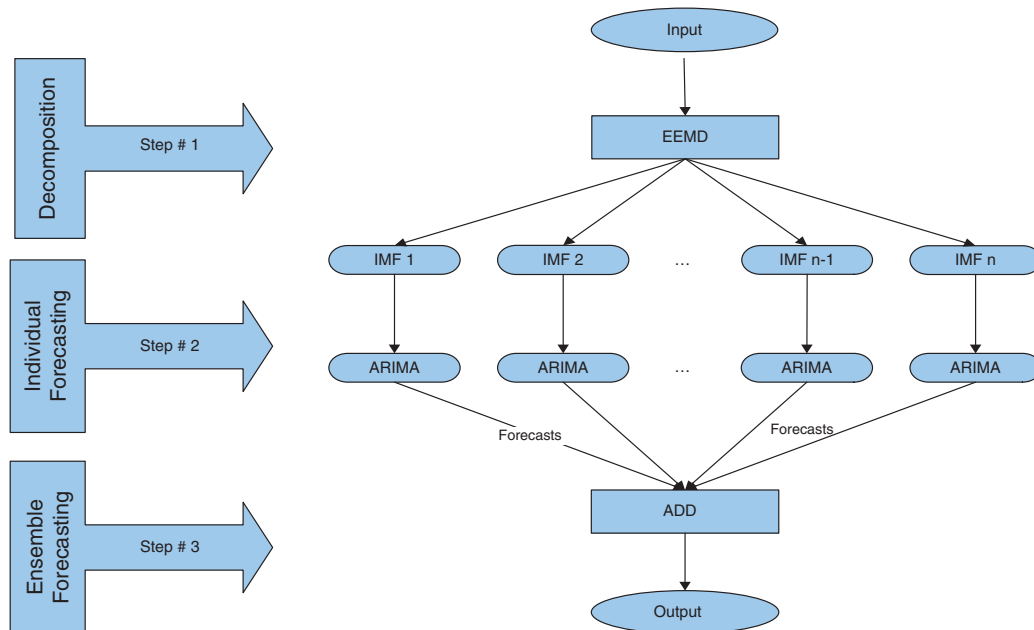 Input
Decomposition
Step # 1
EEMD
IMF 1
IMF 2
...
IMF n-1
IMF n
Individual
Forecasting
Step # 2
ARIMA
ARIMA
...
ARIMA
ARIMA
Forecasts
Forecasts
Ensemble
Forecasting
Step # 3
ADD
Output